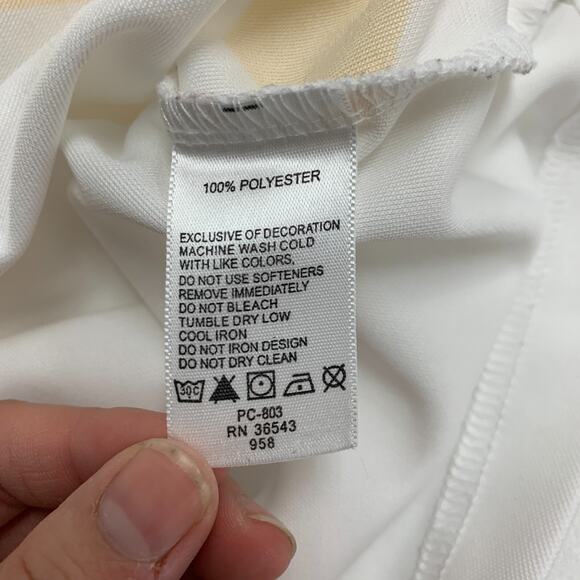 100% POLYESTER
EXCLUSIVE OF DECORATION
MACHINE WASH COLD
WITH LIKE COLORS,
DO NOT USE SOFTENERS
REMOVE IMMEDIATELY
DO NOT BLEACH
TUMBLE DRY LOW
COOL IRON
DO NOT IRON DESIGN
DO NOT DRY CLEAN
30C
PC-803
RN 36543
958